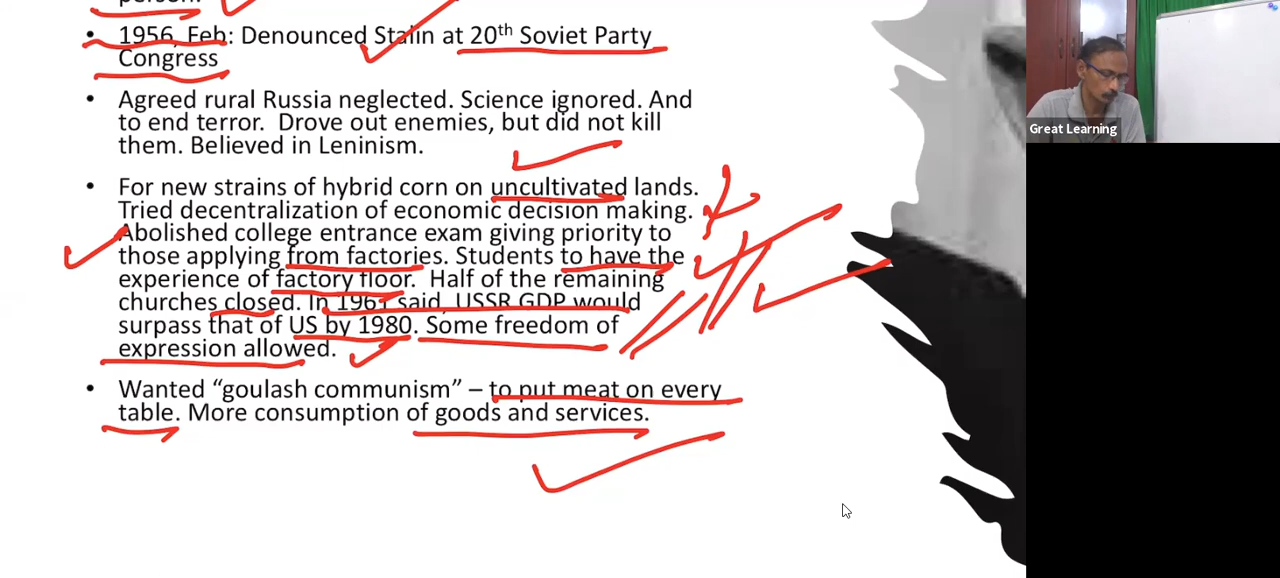 person.
• 1956, Feb: Denounced Stalin at 20th Soviet Party
Congress
• Agreed rural Russia neglected. Science ignored. And
to end terror. Drove out enemies, but did not kill
them. Believed in Leninism.
• For new strains of hybrid corn on uncultivated lands.
Tried decentralization of economic decision making.
Abolished college entrance exam giving priority to
those applying from factories. Students to have the
experience of factory floor. Half of the remaining
churches closed. In 1961 said, USSR GDP would
surpass that of US by 1980. Some freedom of
expression allowed.
• Wanted “goulash communism” – to put meat on every
table. More consumption of goods and services.
Great Learning